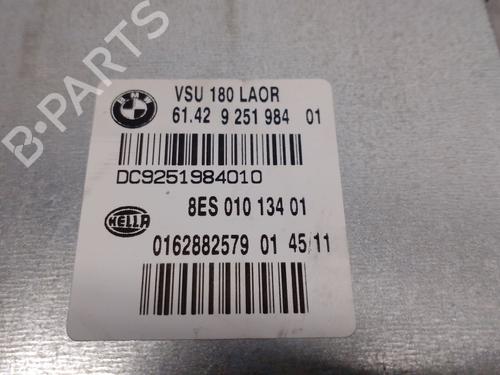 BMW
VSU 180 LAOR
61.42 9 251 984 01
DC9251984010
8ES 010 134 01
HELLA
0162882579 01 45/11
B-PARTS